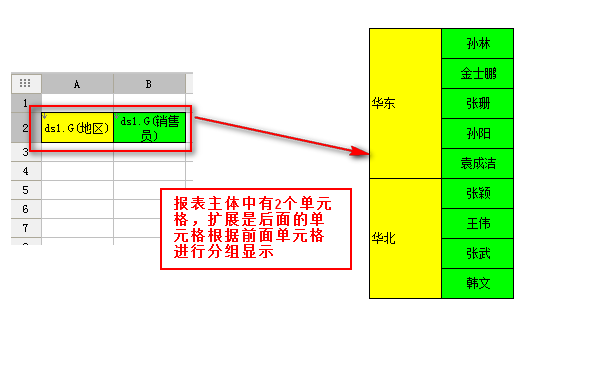 A B
1
2
ds1.G(地区)
ds1.G(销售
员)
3
4
5
6
7
报表主体中有2个单元
格，扩展是后面的单
元格根据前面单元格
进行分组显示
华东
孙林
金士鹏
张珊
孙阳
袁成洁
华北
张颖
王伟
张武
韩文